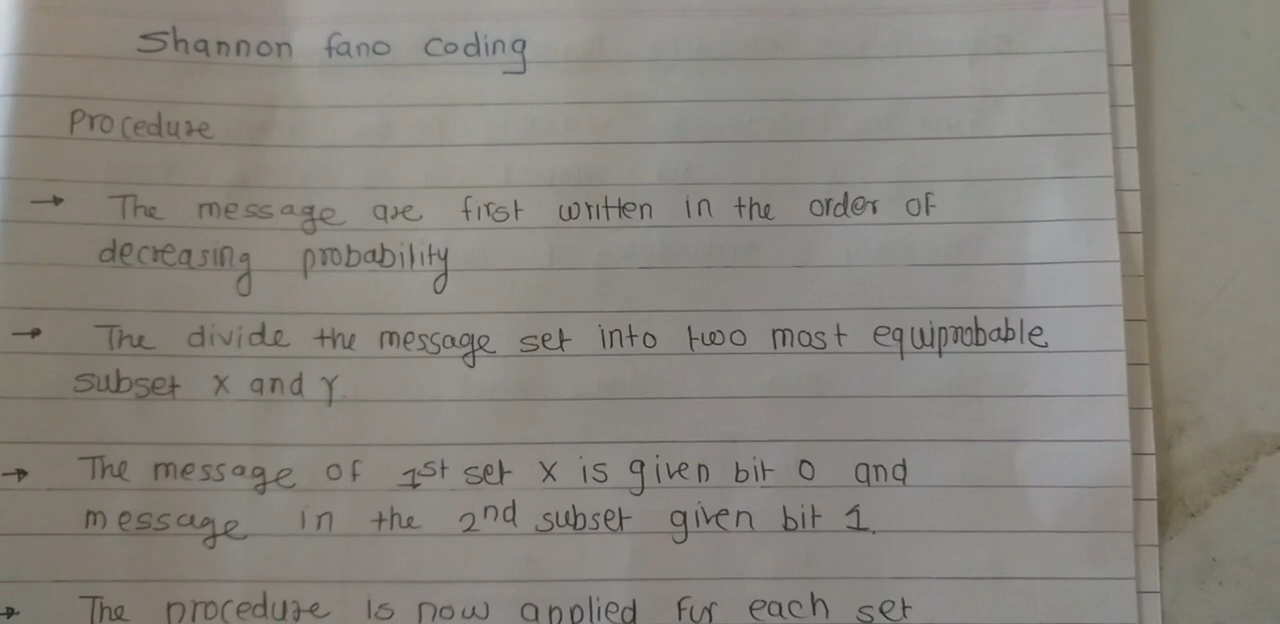 Shannon fano coding
Procedure
→ The message are first written in the order of
decreasing probability
→ The divide the message set into two most equiprobable
subset X and Y.
→ The message of 1st set X is given bit 0 and
message in the 2nd subset given bit 1.
→ The procedure is now applied for each set